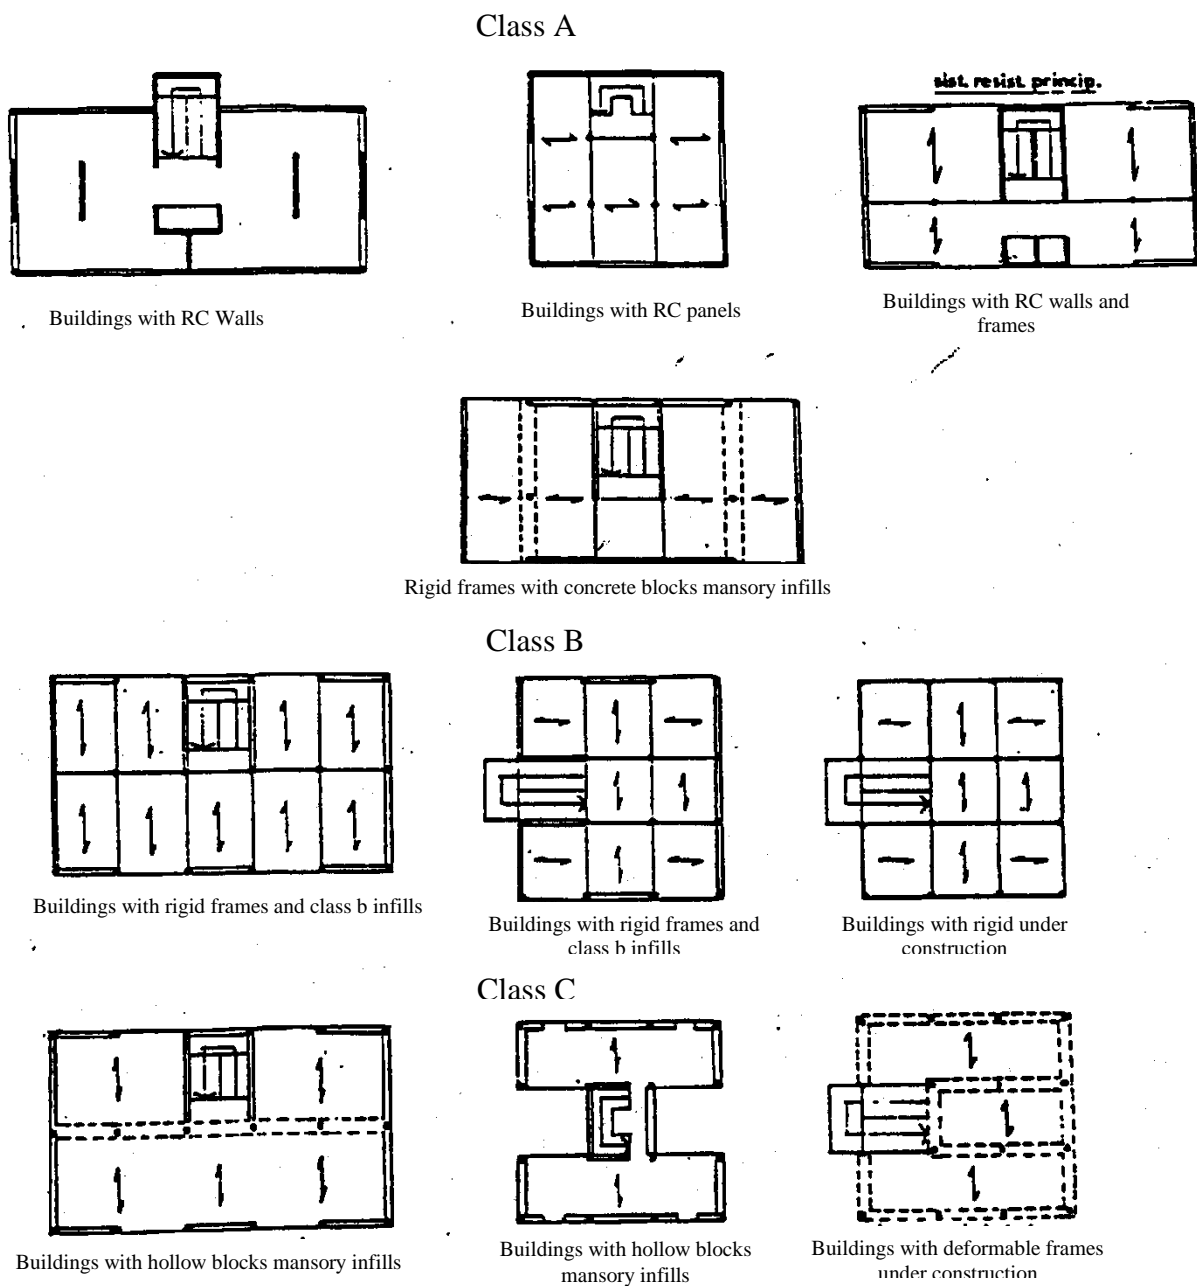 Class A
sist. resist. princip.
Buildings with RC Walls
Buildings with RC panels
Buildings with RC walls and
frames
Rigid frames with concrete blocks mansory infills
Class B
Buildings with rigid frames and class b infills
Buildings with rigid frames and
class b infills
Buildings with rigid under
construction
Class C
Buildings with hollow blocks mansory infills
Buildings with hollow blocks
mansory infills
Buildings with deformable frames
under construction